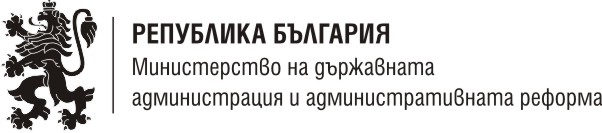 РЕПУБЛИКА БЪЛГАРИЯ
Министерство на държавната
администрация и административната реформа